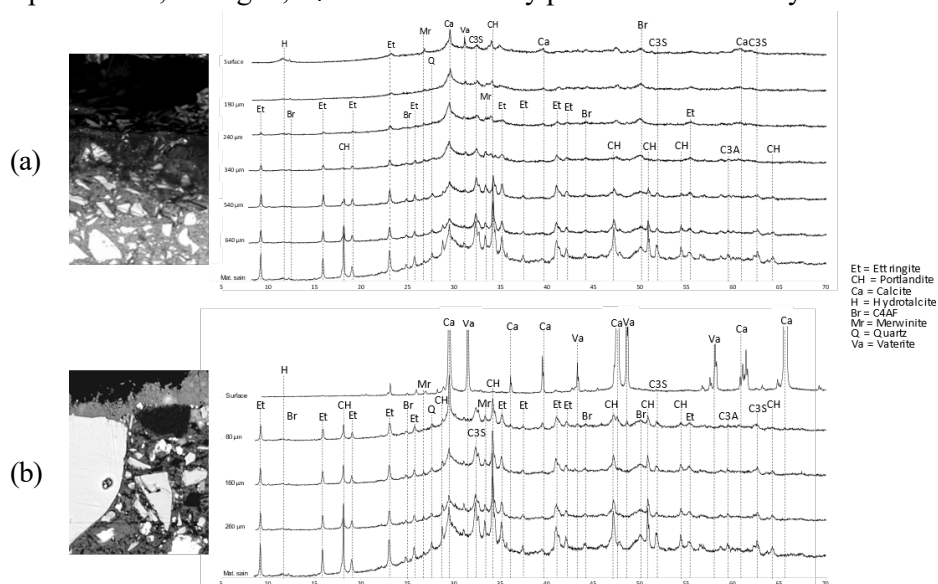 (a)
Ca CH Br
Mr Va C3S
H Et Q Ca C3S Ca C3S
Surface
190 µm
Et Br Et Et Br Et Mr Et Et Et Et Br Et
240 µm
CH CH CH CH C3A CH
340 µm
540 µm
640 µm
Mat. sain
5 10 15 20 25 30 35 40 45 50 55 60 65 70
Et = Ettringite
CH = Portlandite
Ca = Calcite
H = Hydrotalcite
Br = C4AF
Mr = Merwinite
Q = Quartz
Va = Vaterite
(b)
Ca Va Ca Ca Va Ca Va Va Ca Ca
H Mr CH C3S
Surface
Et Br Et CH Et Et Br Et Q CH Mr Et Et Et Et Br CH Br CH CH Et C3A C3S CH
C3S
80 µm
160 µm
260 µm
Mat. sain
5 10 15 20 25 30 35 40 45 50 55 60 65 70